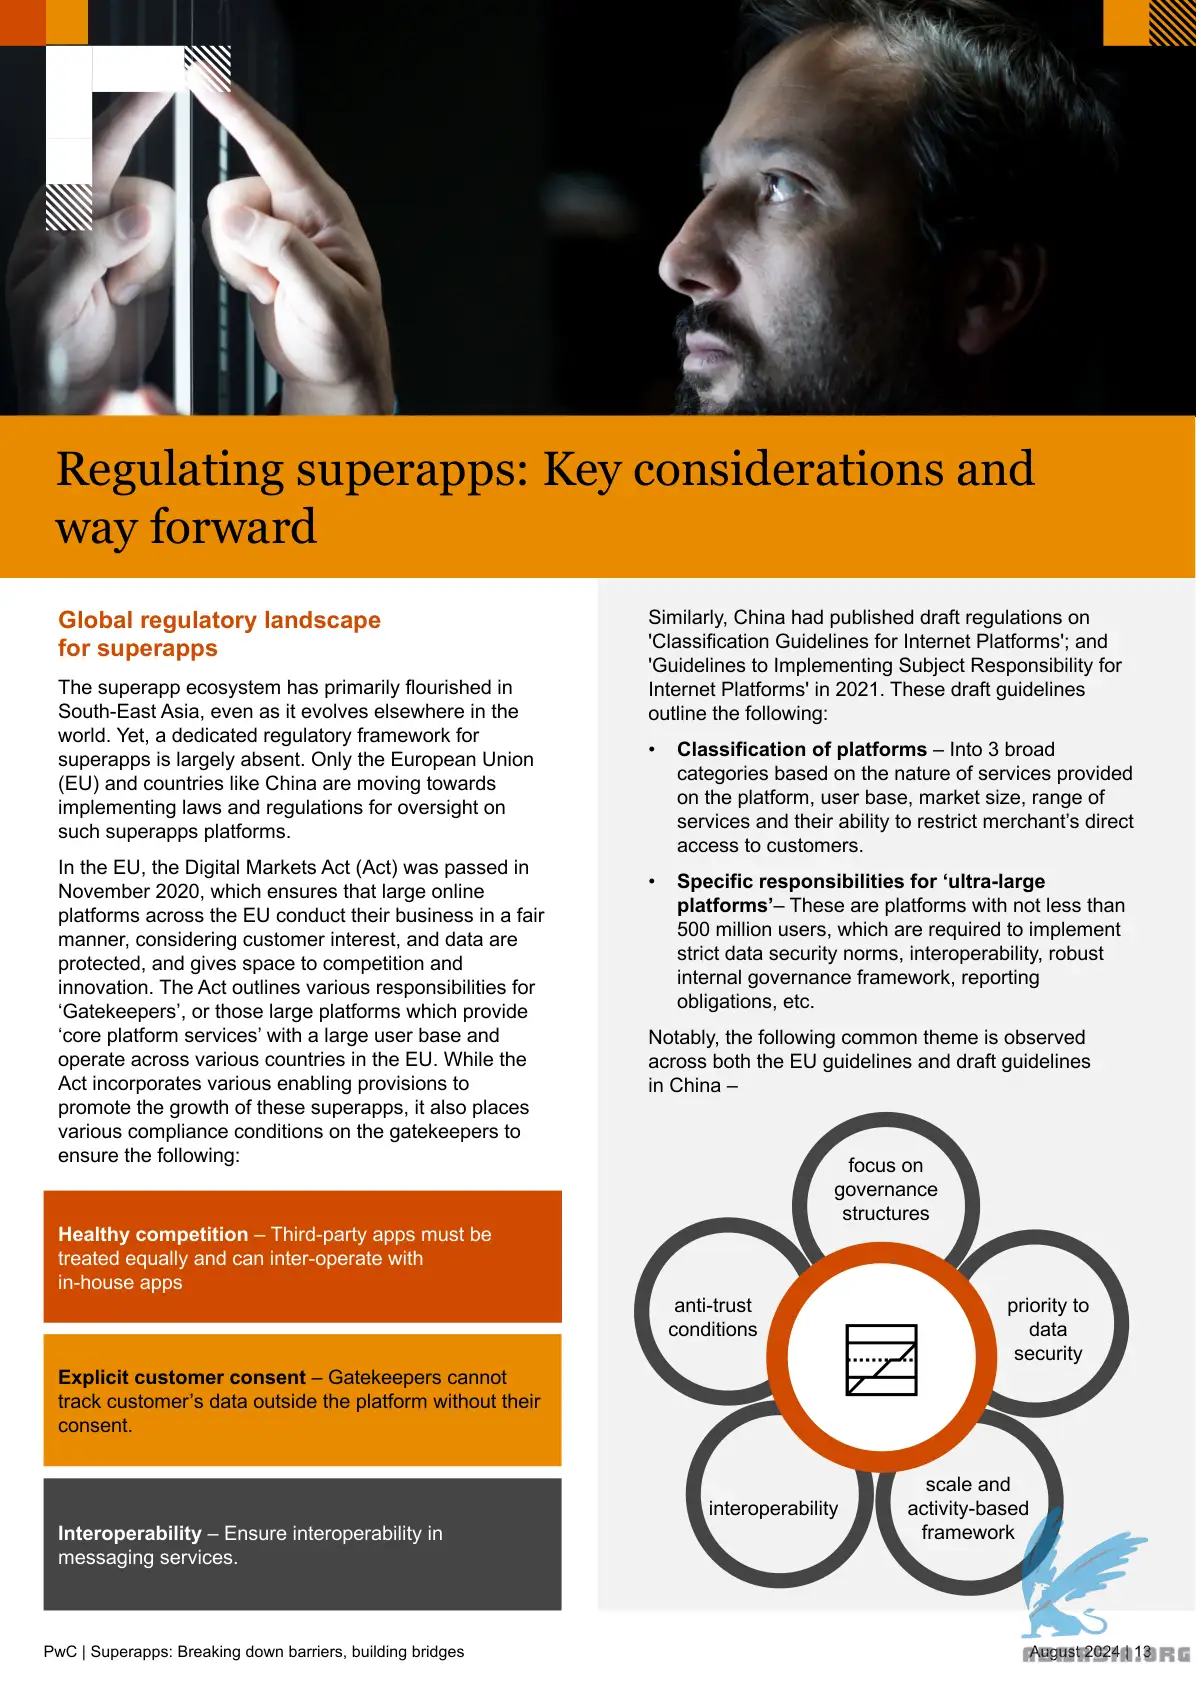 Regulating superapps: Key considerations and
way forward
Global regulatory landscape
for superapps
The superapp ecosystem has primarily flourished in
South-East Asia, even as it evolves elsewhere in the
world. Yet, a dedicated regulatory framework for
superapps is largely absent. Only the European Union
(EU) and countries like China are moving towards
implementing laws and regulations for oversight on
such superapps platforms.
In the EU, the Digital Markets Act (Act) was passed in
November 2020, which ensures that large online
platforms across the EU conduct their business in a fair
manner, considering customer interest, and data are
protected, and gives space to competition and
innovation. The Act outlines various responsibilities for
‘Gatekeepers’, or those large platforms which provide
‘core platform services’ with a large user base and
operate across various countries in the EU. While the
Act incorporates various enabling provisions to
promote the growth of these superapps, it also places
various compliance conditions on the gatekeepers to
ensure the following:
Healthy competition – Third-party apps must be
treated equally and can inter-operate with
in-house apps
Explicit customer consent – Gatekeepers cannot
track customer’s data outside the platform without their
consent.
Interoperability – Ensure interoperability in
messaging services.
Similarly, China had published draft regulations on
'Classification Guidelines for Internet Platforms'; and
'Guidelines to Implementing Subject Responsibility for
Internet Platforms' in 2021. These draft guidelines
outline the following:
• Classification of platforms – Into 3 broad
categories based on the nature of services provided
on the platform, user base, market size, range of
services and their ability to restrict merchant’s direct
access to customers.
• Specific responsibilities for ‘ultra-large
platforms’– These are platforms with not less than
500 million users, which are required to implement
strict data security norms, interoperability, robust
internal governance framework, reporting
obligations, etc.
Notably, the following common theme is observed
across both the EU guidelines and draft guidelines
in China –
focus on
governance
structures
anti-trust
conditions
priority to
data
security
interoperability
scale and
activity-based
framework
PwC | Superapps: Breaking down barriers, building bridges
August 2024 | 13